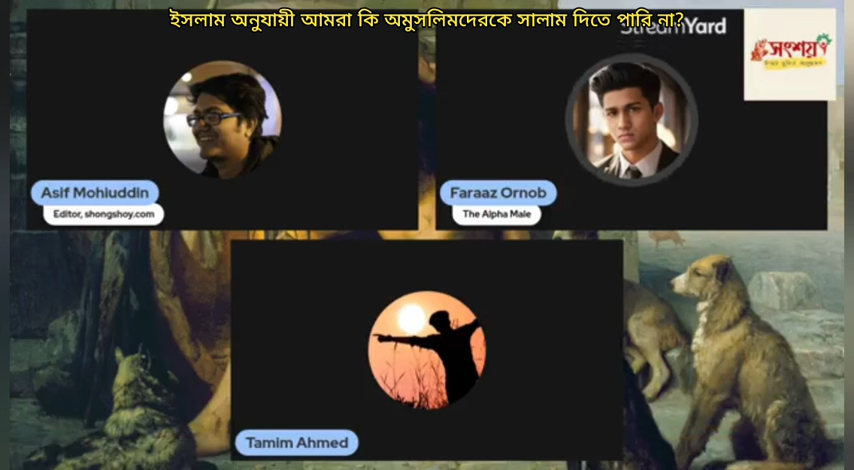 ইসলাম অনুযায়ী আমরা কি অমুসলিমদেরকে সালাম দিতে পারি না?
StreamYard
সংশয়
Asif Mohiuddin
Editor, shongshoy.com
Faraaz Ornob
The Alpha Male
Tamim Ahmed